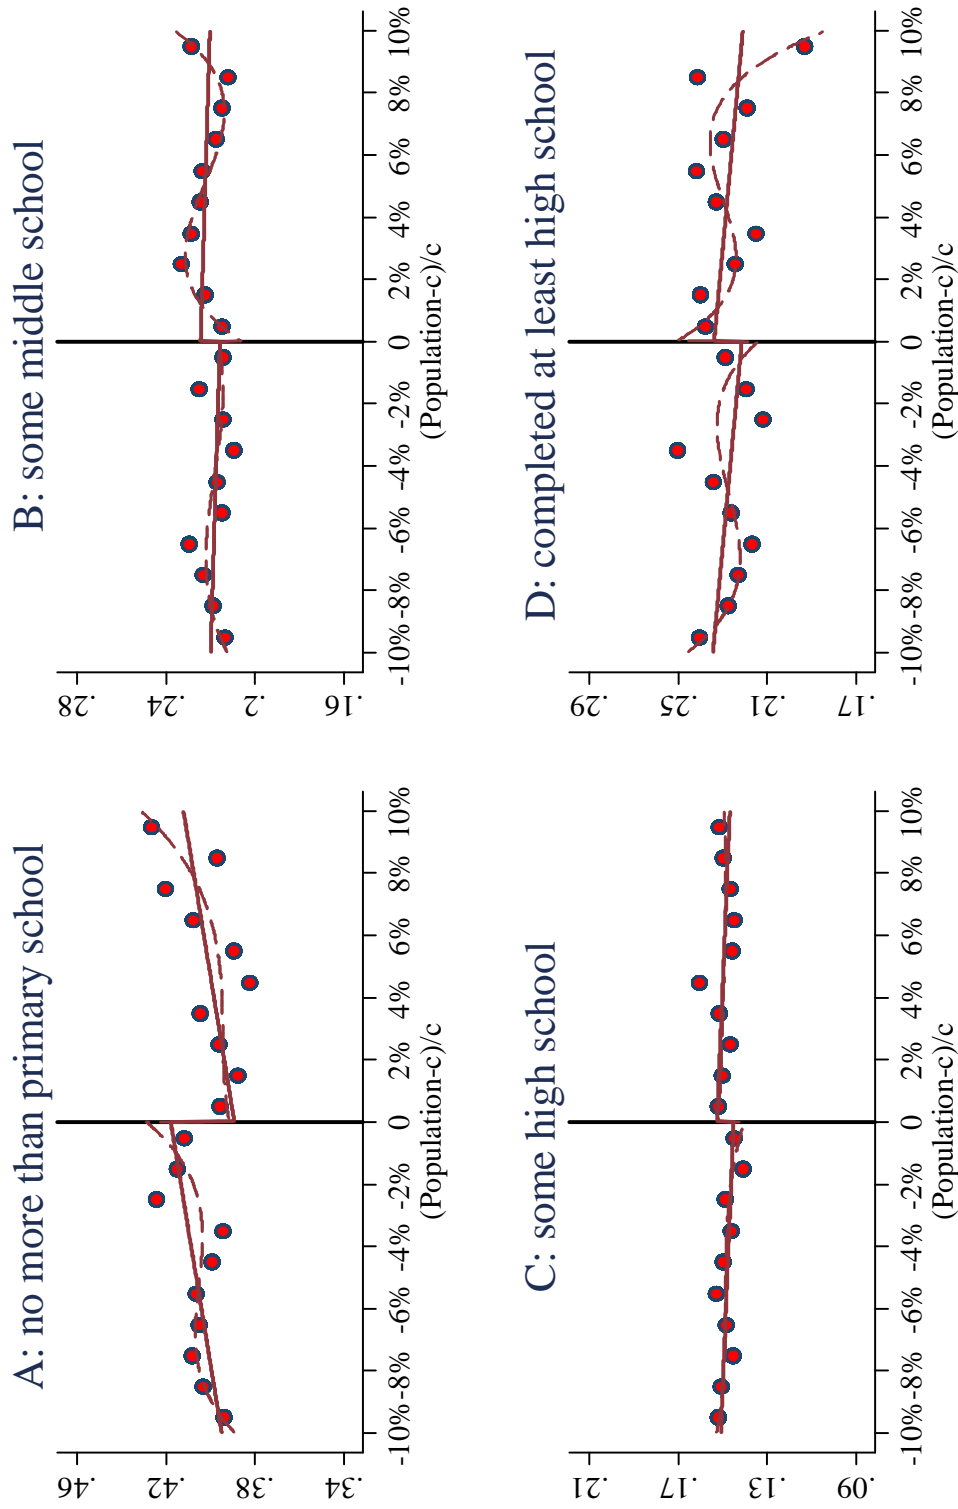 A: no more than primary school
.46
.42
.38
.34
-10% -8% -6% -4% -2% 0 2% 4% 6% 8% 10%
(Population-c)/c
B: some middle school
.28
.24
.2
.16
-10% -8% -6% -4% -2% 0 2% 4% 6% 8% 10%
(Population-c)/c
C: some high school
.21
.17
.13
.09
-10% -8% -6% -4% -2% 0 2% 4% 6% 8% 10%
(Population-c)/c
D: completed at least high school
.29
.25
.21
.17
-10% -8% -6% -4% -2% 0 2% 4% 6% 8% 10%
(Population-c)/c